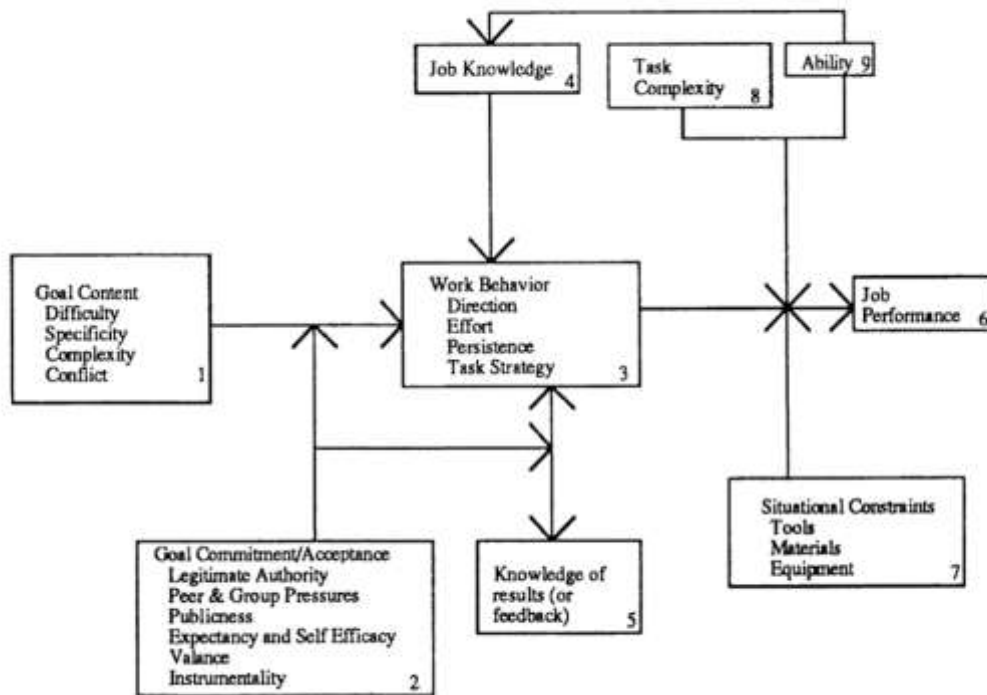 Job Knowledge
4
Task
Complexity
8
Ability 9
Goal Content
Difficulty
Specificity
Complexity
Conflict
1
Work Behavior
Direction
Effort
Persistence
Task Strategy
3
Job
Performance
6
Goal Commitment/Acceptance
Legitimate Authority
Peer & Group Pressures
Publicness
Expectancy and Self Efficacy
Valance
Instrumentality
2
Knowledge of
results (or
feedback)
5
Situational Constraints
Tools
Materials
Equipment
7